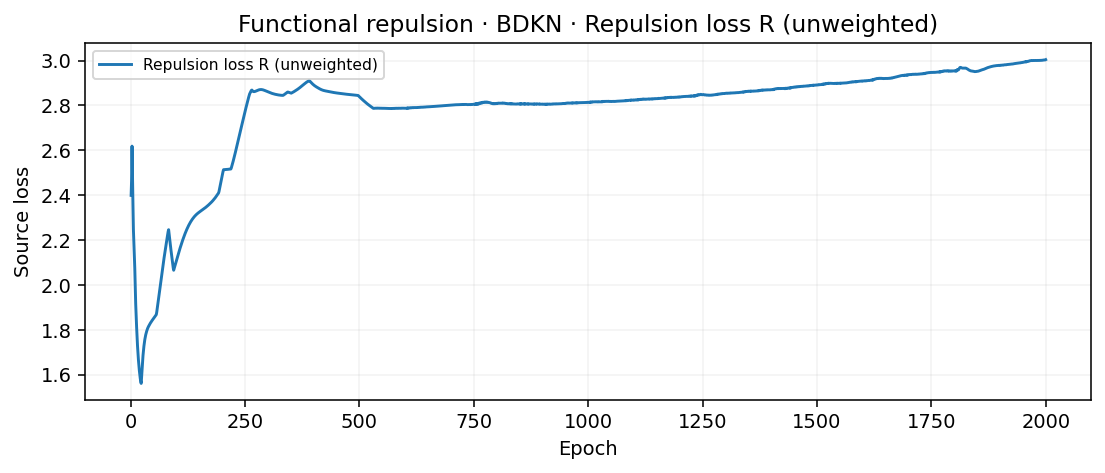 Functional repulsion · BDKN · Repulsion loss R (unweighted)
Repulsion loss R (unweighted)
Source loss
3.0
2.8
2.6
2.4
2.2
2.0
1.8
1.6
0 250 500 750 1000 1250 1500 1750 2000
Epoch